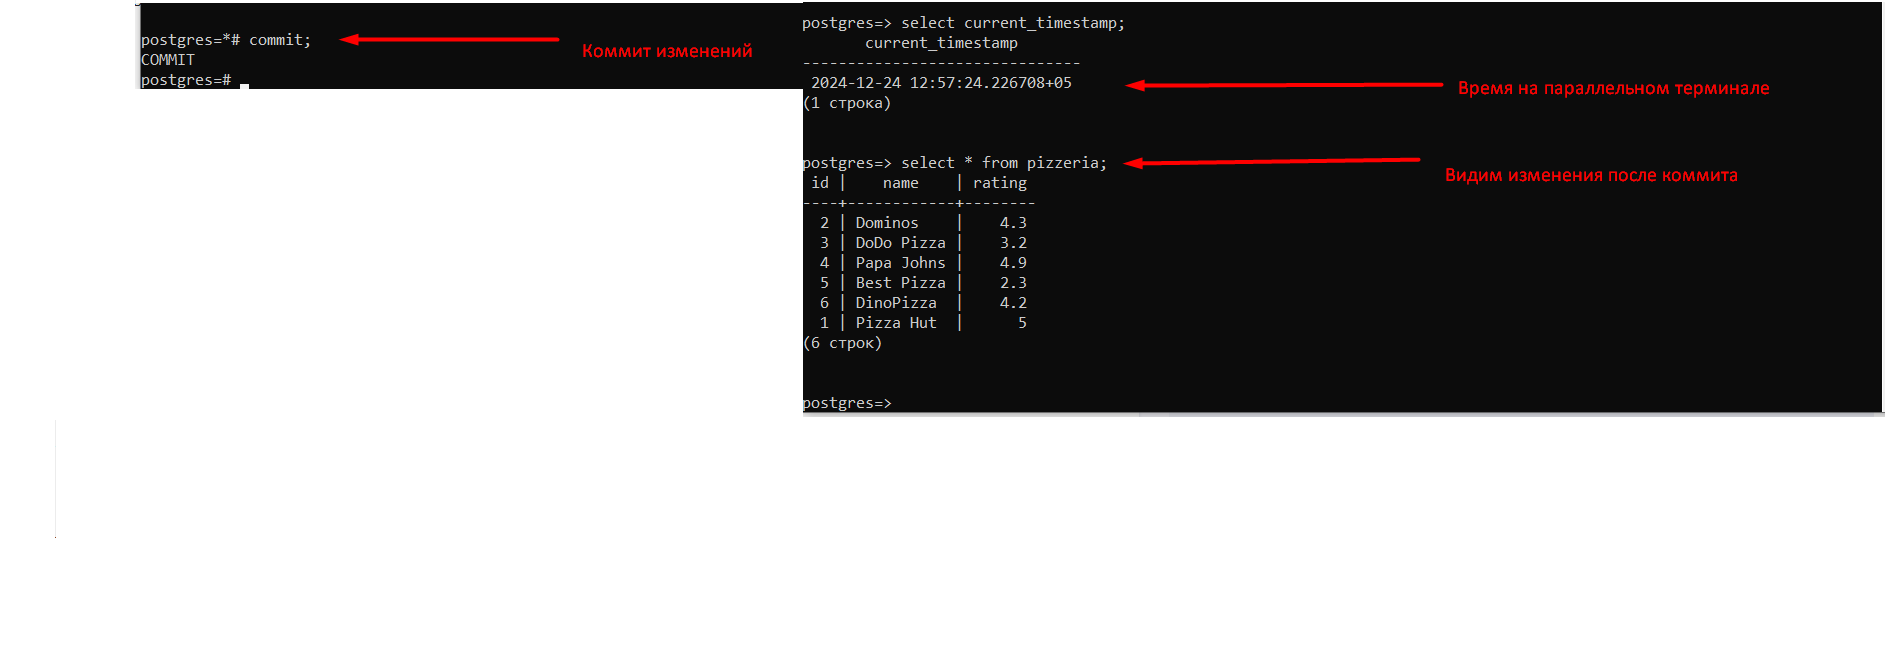 postgres=*# commit;
COMMIT
postgres=#
Коммит изменений
postgres=> select current_timestamp;
current_timestamp
-------------------------------
2024-12-24 12:57:24.226708+05
(1 строка)
Время на параллельном терминале
postgres=> select * from pizzeria;
Видим изменения после коммита
id | name | rating
----+------------+--------
2 | Dominos | 4.3
3 | DoDo Pizza | 3.2
4 | Papa Johns | 4.9
5 | Best Pizza | 2.3
6 | DinoPizza | 4.2
1 | Pizza Hut | 5
(6 строк)
postgres=>